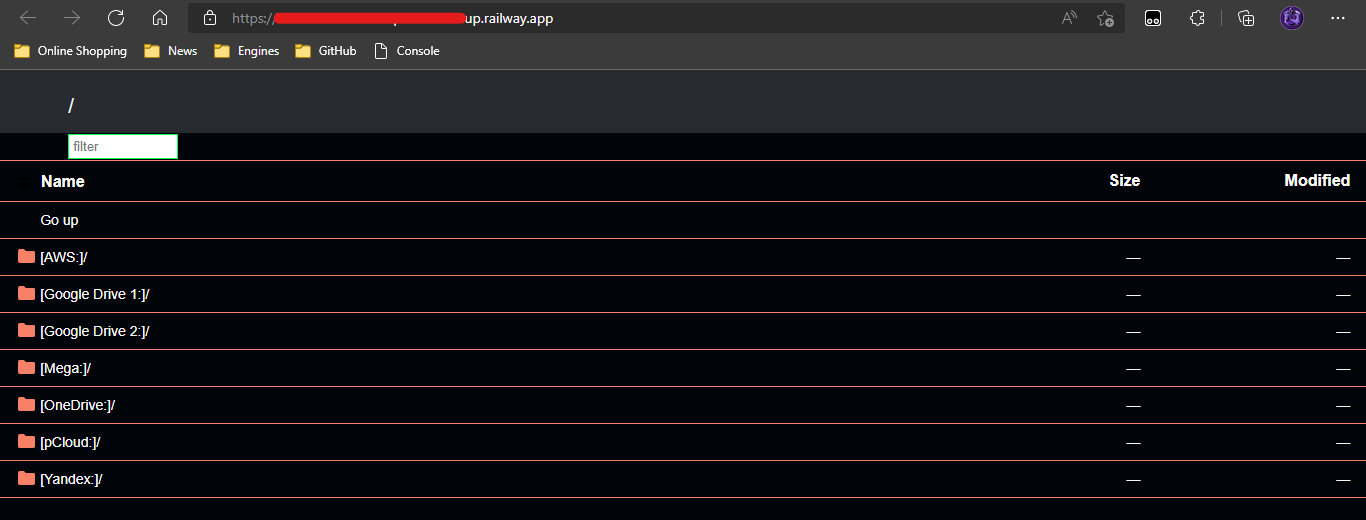 https://
up.railway.app
Online Shopping News Engines GitHub Console
/
filter
Name Size Modified
Go up
[AWS:]/ — —
[Google Drive 1:]/ — —
[Google Drive 2:]/ — —
[Mega:]/ — —
[OneDrive:]/ — —
[pCloud:]/ — —
[Yandex:]/ — —